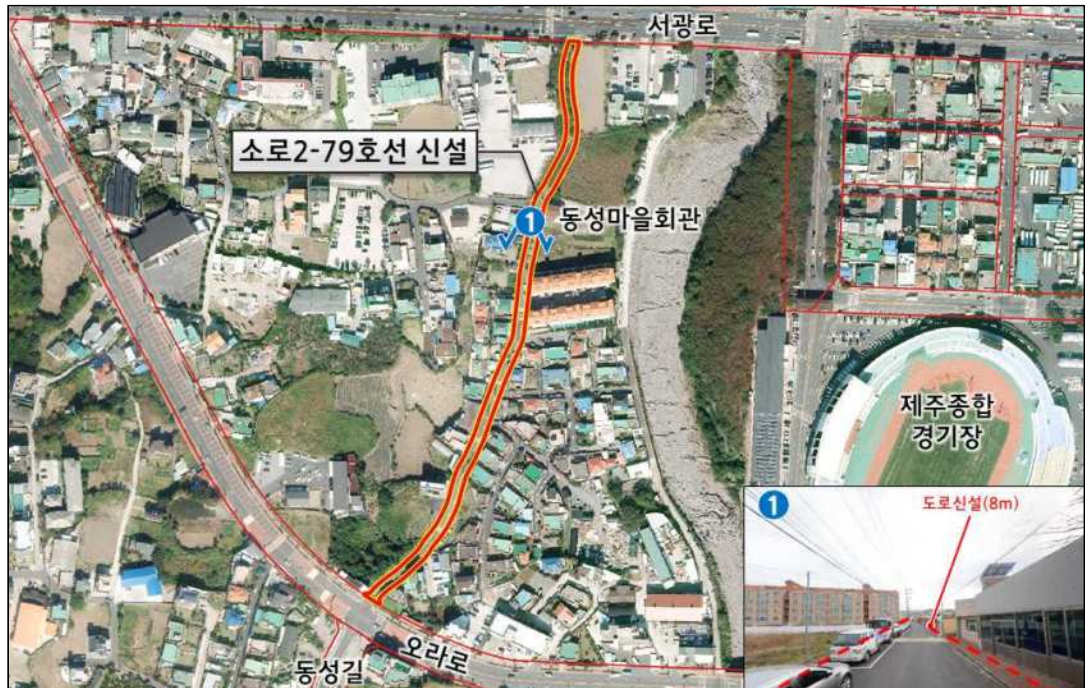 서광로
소로2-79호선 신설
1
동성마을회관
제주종합
경기장
1
도로신설(8m)
오라로
동성길